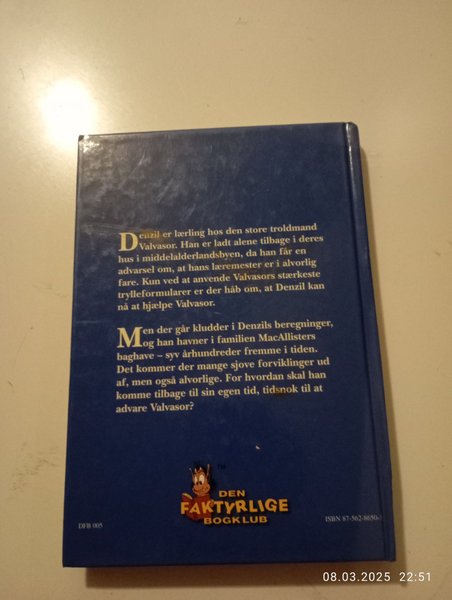 Denzil er lærling hos den store troldmand
Valvasor. Han er ladt alene tilbage i deres
hus i middelalderlandsbyen, da han får en
advarsel om, at hans læremester er i alvorlig
fare. Kun ved at anvende Valvasors stærkeste
trylleformularer er der håb om, at Denzil kan
nå at hjælpe Valvasor.
Men der går kludder i Denzils beregninger,
og han havner i familien MacAllisters
baghave – syv århundreder fremme i tiden.
Det kommer der mange sjove forviklinger ud
af, men også alvorlige. For hvordan skal han
komme tilbage til sin egen tid, tidsnok til at
advare Valvasor?
TM
DEN
FAKTYRLIGE
BOGKLUB
DFB 005
ISBN 87-562-8650-
08.03.2025 22:51